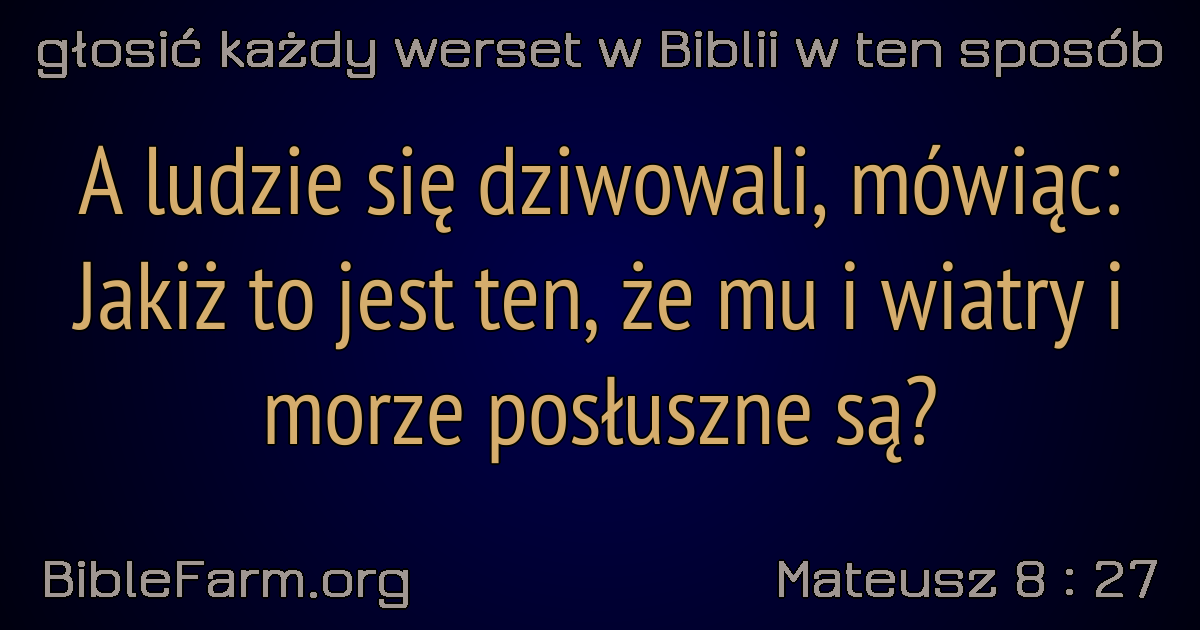 głosić każdy werset w Biblii w ten sposób
A ludzie się dziwowali, mówiąc:
Jakiż to jest ten, że mu i wiatry i
morze posłuszne są?
BibleFarm.org
Mateusz 8 : 27